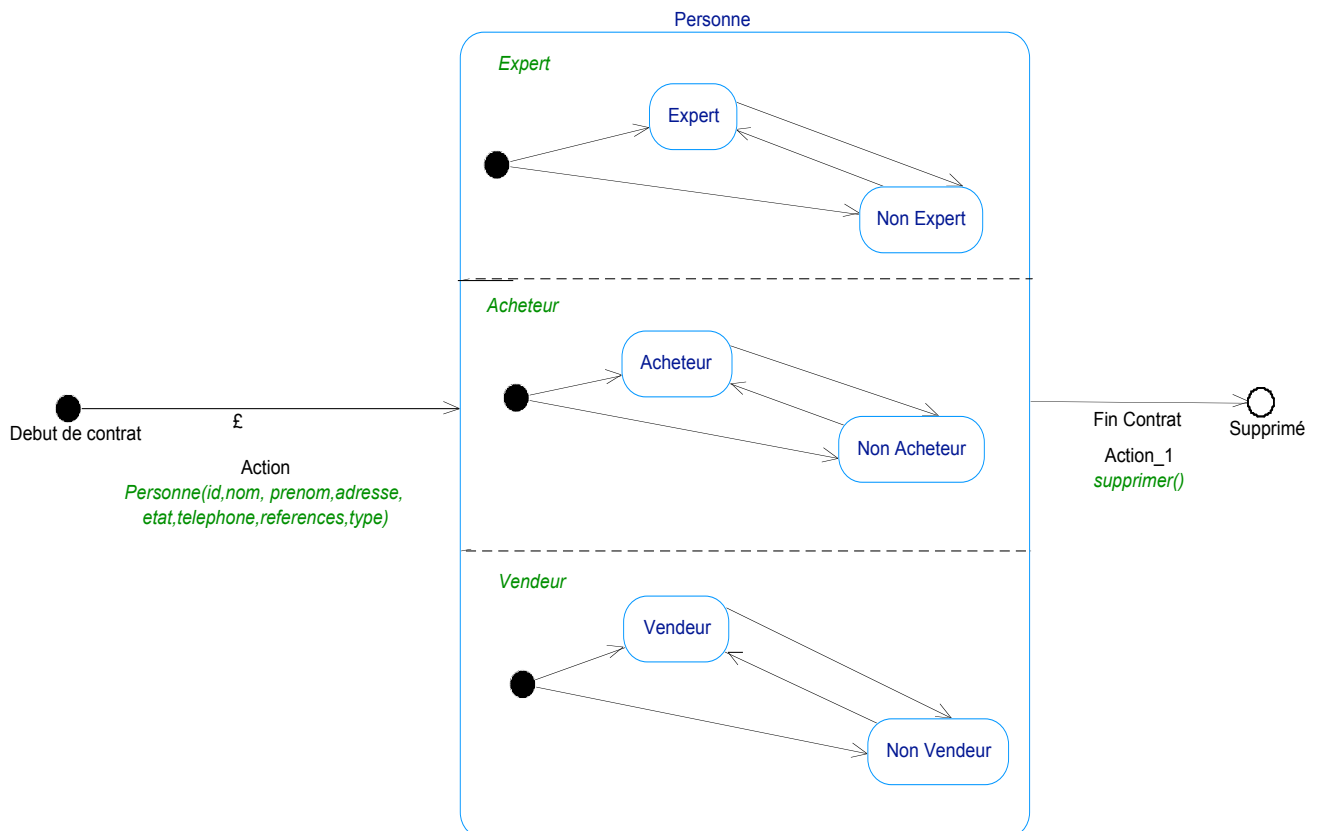 Personne
Expert
Expert
Non Expert
Acheteur
Acheteur
Non Acheteur
Debut de contrat
£
Action
Personne(id,nom, prenom,adresse,
etat,telephone,references,type)
Fin Contrat
Action_1
supprimer()
Supprimé
Vendeur
Vendeur
Non Vendeur